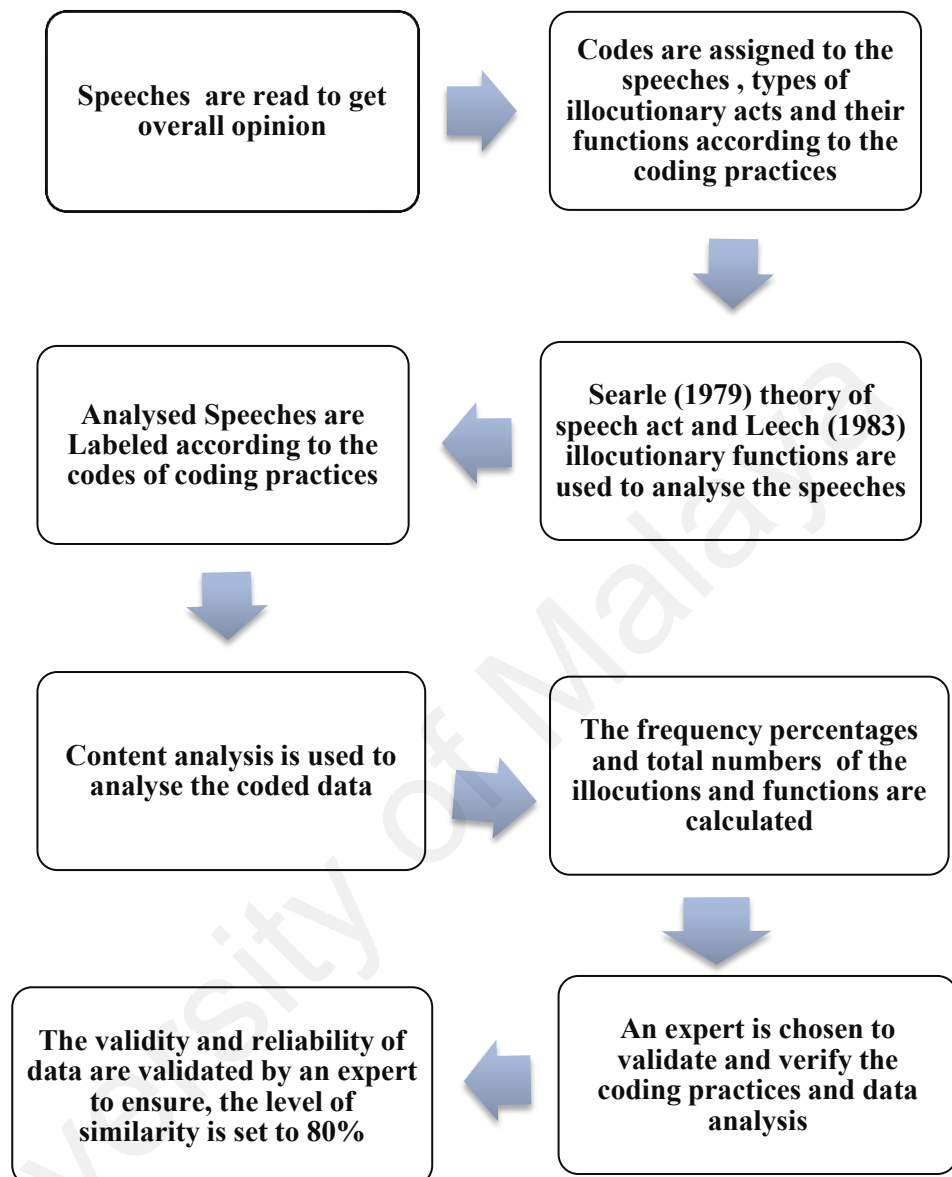 Speeches are read to get
overall opinion
Codes are assigned to the
speeches , types of
illocutionary acts and their
functions according to the
coding practices
Searle (1979) theory of
speech act and Leech (1983)
illocutionary functions are
used to analyse the speeches
Analysed Speeches are
Labeled according to the
codes of coding practices
Content analysis is used to
analyse the coded data
The frequency percentages
and total numbers of the
illocutions and functions are
calculated
An expert is chosen to
validate and verify the
coding practices and data
analysis
The validity and reliability of
data are validated by an expert
to ensure, the level of
similarity is set to 80%
versity of Malaya